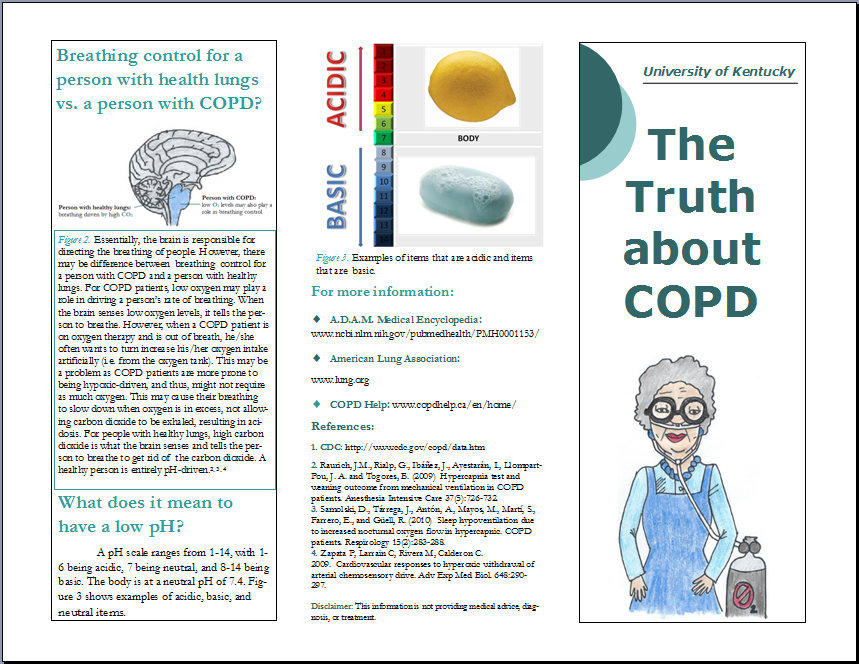 Breathing control for a
person with health lungs
vs. a person with COPD?
Person with healthy lungs:
breathing driven by high CO₂
Person with COPD:
low O₂ levels may also play a
role in breathing control
Figure 2. Essentially, the brain is responsible for
directing the breathing of people. However, there
may be difference between breathing control for
a person with COPD and a person with healthy
lungs. For COPD patients, low oxygen may play a
role in driving a person's rate of breathing. When
the brain senses low oxygen levels, it tells the per-
son to breathe. However, when a COPD patient is
on oxygen therapy and is out of breath, he/she
often wants to turn increase his/her oxygen intake
artificially (i.e. from the oxygen tank). This may be
a problem as COPD patients are more prone to
being hypoxic-driven, and thus, might not require
as much oxygen. This may cause their breathing
to slow down when oxygen is in excess, not allow-
ing carbon dioxide to be exhaled, resulting in aci-
dosis. For people with healthy lungs, high carbon
dioxide is what the brain senses and tells the per-
son to breathe to get rid of the carbon dioxide. A
healthy person is entirely pH-driven.²,³,⁴
What does it mean to
have a low pH?
A pH scale ranges from 1-14, with 1-
6 being acidic, 7 being neutral, and 8-14 being
basic. The body is at a neutral pH of 7.4. Fig-
ure 3 shows examples of acidic, basic, and
neutral items.
ACIDIC
BASIC
1
2
3
4
5
6
7
8
9
10
11
12
13
14
BODY
Figure 3. Examples of items that are acidic and items
that are basic.
For more information:
♦ A.D.A.M. Medical Encyclopedia:
www.ncbi.nlm.nih.gov/pubmedhealth/PMH0001153/
♦ American Lung Association:
www.lung.org
♦ COPD Help: www.copdhelp.ca/en/home/
References:
1. CDC: http://www.cdc.gov/copd/data.htm
2. Raurich, J.M., Rialp, G., Ibáñez, J., Ayestarán, I., Llompart-
Pou, J. A. and Togores, B. (2009) Hypercapnia test and
weaning outcome from mechanical ventilation in COPD
patients. Anesthesia Intensive Care 37(5):726-732.
3. Samolski, D., Tárrega, J., Antón, A., Mayos, M., Martí, S.,
Farrero, E., and Güell, R. (2010) Sleep hypoventilation due
to increased nocturnal oxygen flow in hypercapnic. COPD
patients. Respirology 15(2):283-288.
4. Zapata P, Larrain C, Rivera M, Calderon C.
2009. Cardiovascular responses to hyperoxic withdrawal of
arterial chemosensory drive. Adv Exp Med Biol. 648:290-
297.
Disclaimer: This information is not providing medical advice, diag-
nosis, or treatment.
University of Kentucky
The
Truth
about
COPD